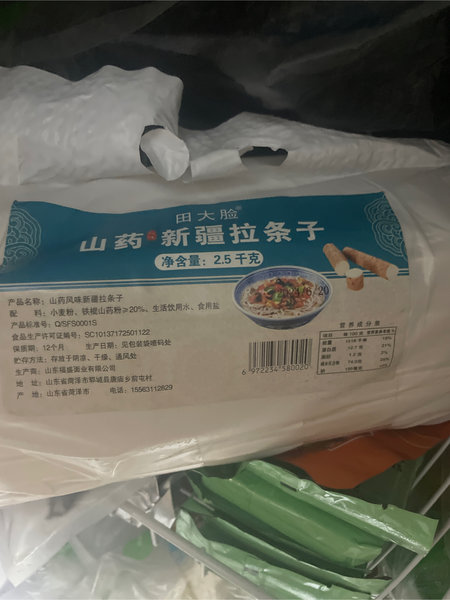 田大脸®
山药 新疆拉条子
净含量：2.5 千克
产品名称：山药风味新疆拉条子
配　料：小麦粉、铁棍山药粉≥20%、生活饮用水、食用盐
产品标准号：Q/SFS0001S
食品生产许可证编号：SC10137172501122
保质期：12个月　生产日期：见包装袋喷码处
贮存方法：存放于阴凉、干燥、通风处
生产商：山东福盛面业有限公司
地　址：山东省菏泽市郓城县唐庙乡前屯村
产　地：山东省菏泽市　电话：15563112629
6 972234 580020
营养成分表